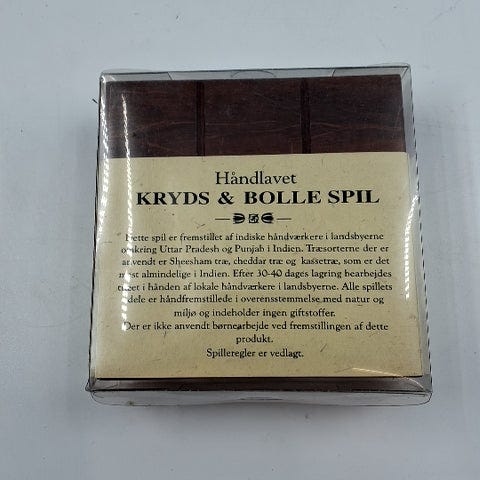 Håndlavet
KRYDS & BOLLE SPIL
Dette spil er fremstillet af indiske håndværkere i landsbyerne
omkring Uttar Pradesh og Punjab i Indien. Træsorterne der er
anvendt er Sheesham træ, cheddar træ og kassetræ, som er det
mest almindelige i Indien. Efter 30-40 dages lagring bearbejdes
træet i hånden af lokale håndværkere i landsbyerne. Alle spillets
dele er håndfremstillede i overensstemmelse med natur og
miljø og indeholder ingen giftstoffer.
Der er ikke anvendt børnearbejde ved fremstillingen af dette
produkt.
Spilleregler er vedlagt.